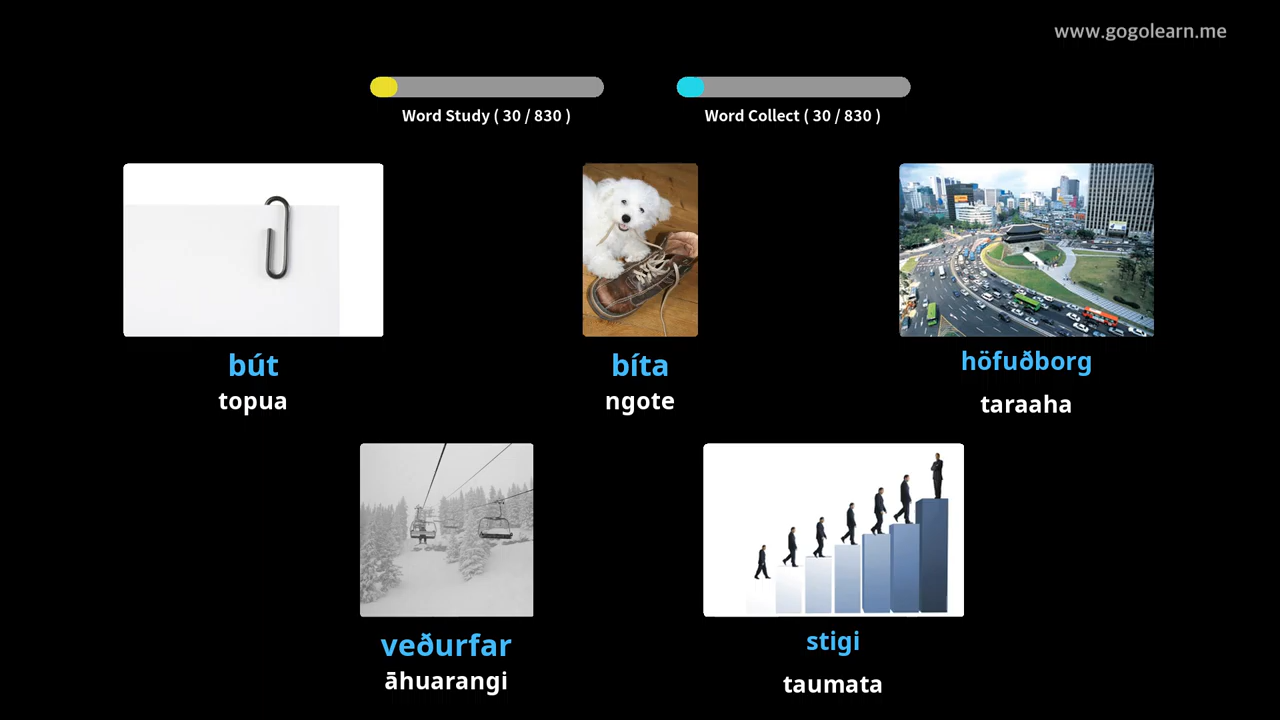 www.gogolearn.me
Word Study ( 30 / 830 )
Word Collect ( 30 / 830 )
bút
topua
bíta
ngote
höfuðborg
taraaha
veðurfar
āhuarangi
stigi
taumata